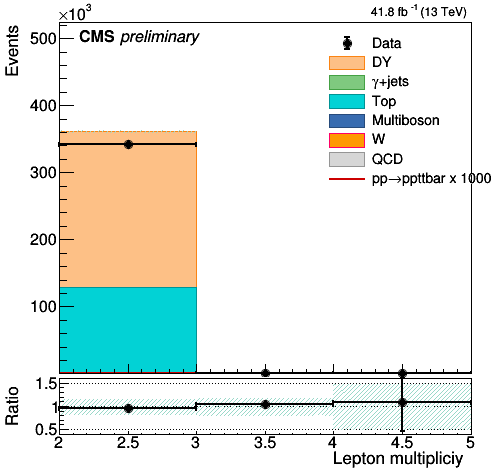 ×10³
41.8 fb⁻¹ (13 TeV)
CMS preliminary
Events
500
400
300
200
100
Data
DY
γ+jets
Top
Multiboson
W
QCD
pp→ppttbar x 1000
Ratio
1.5
1
0.5
2 2.5 3 3.5 4 4.5 5
Lepton multipliciy